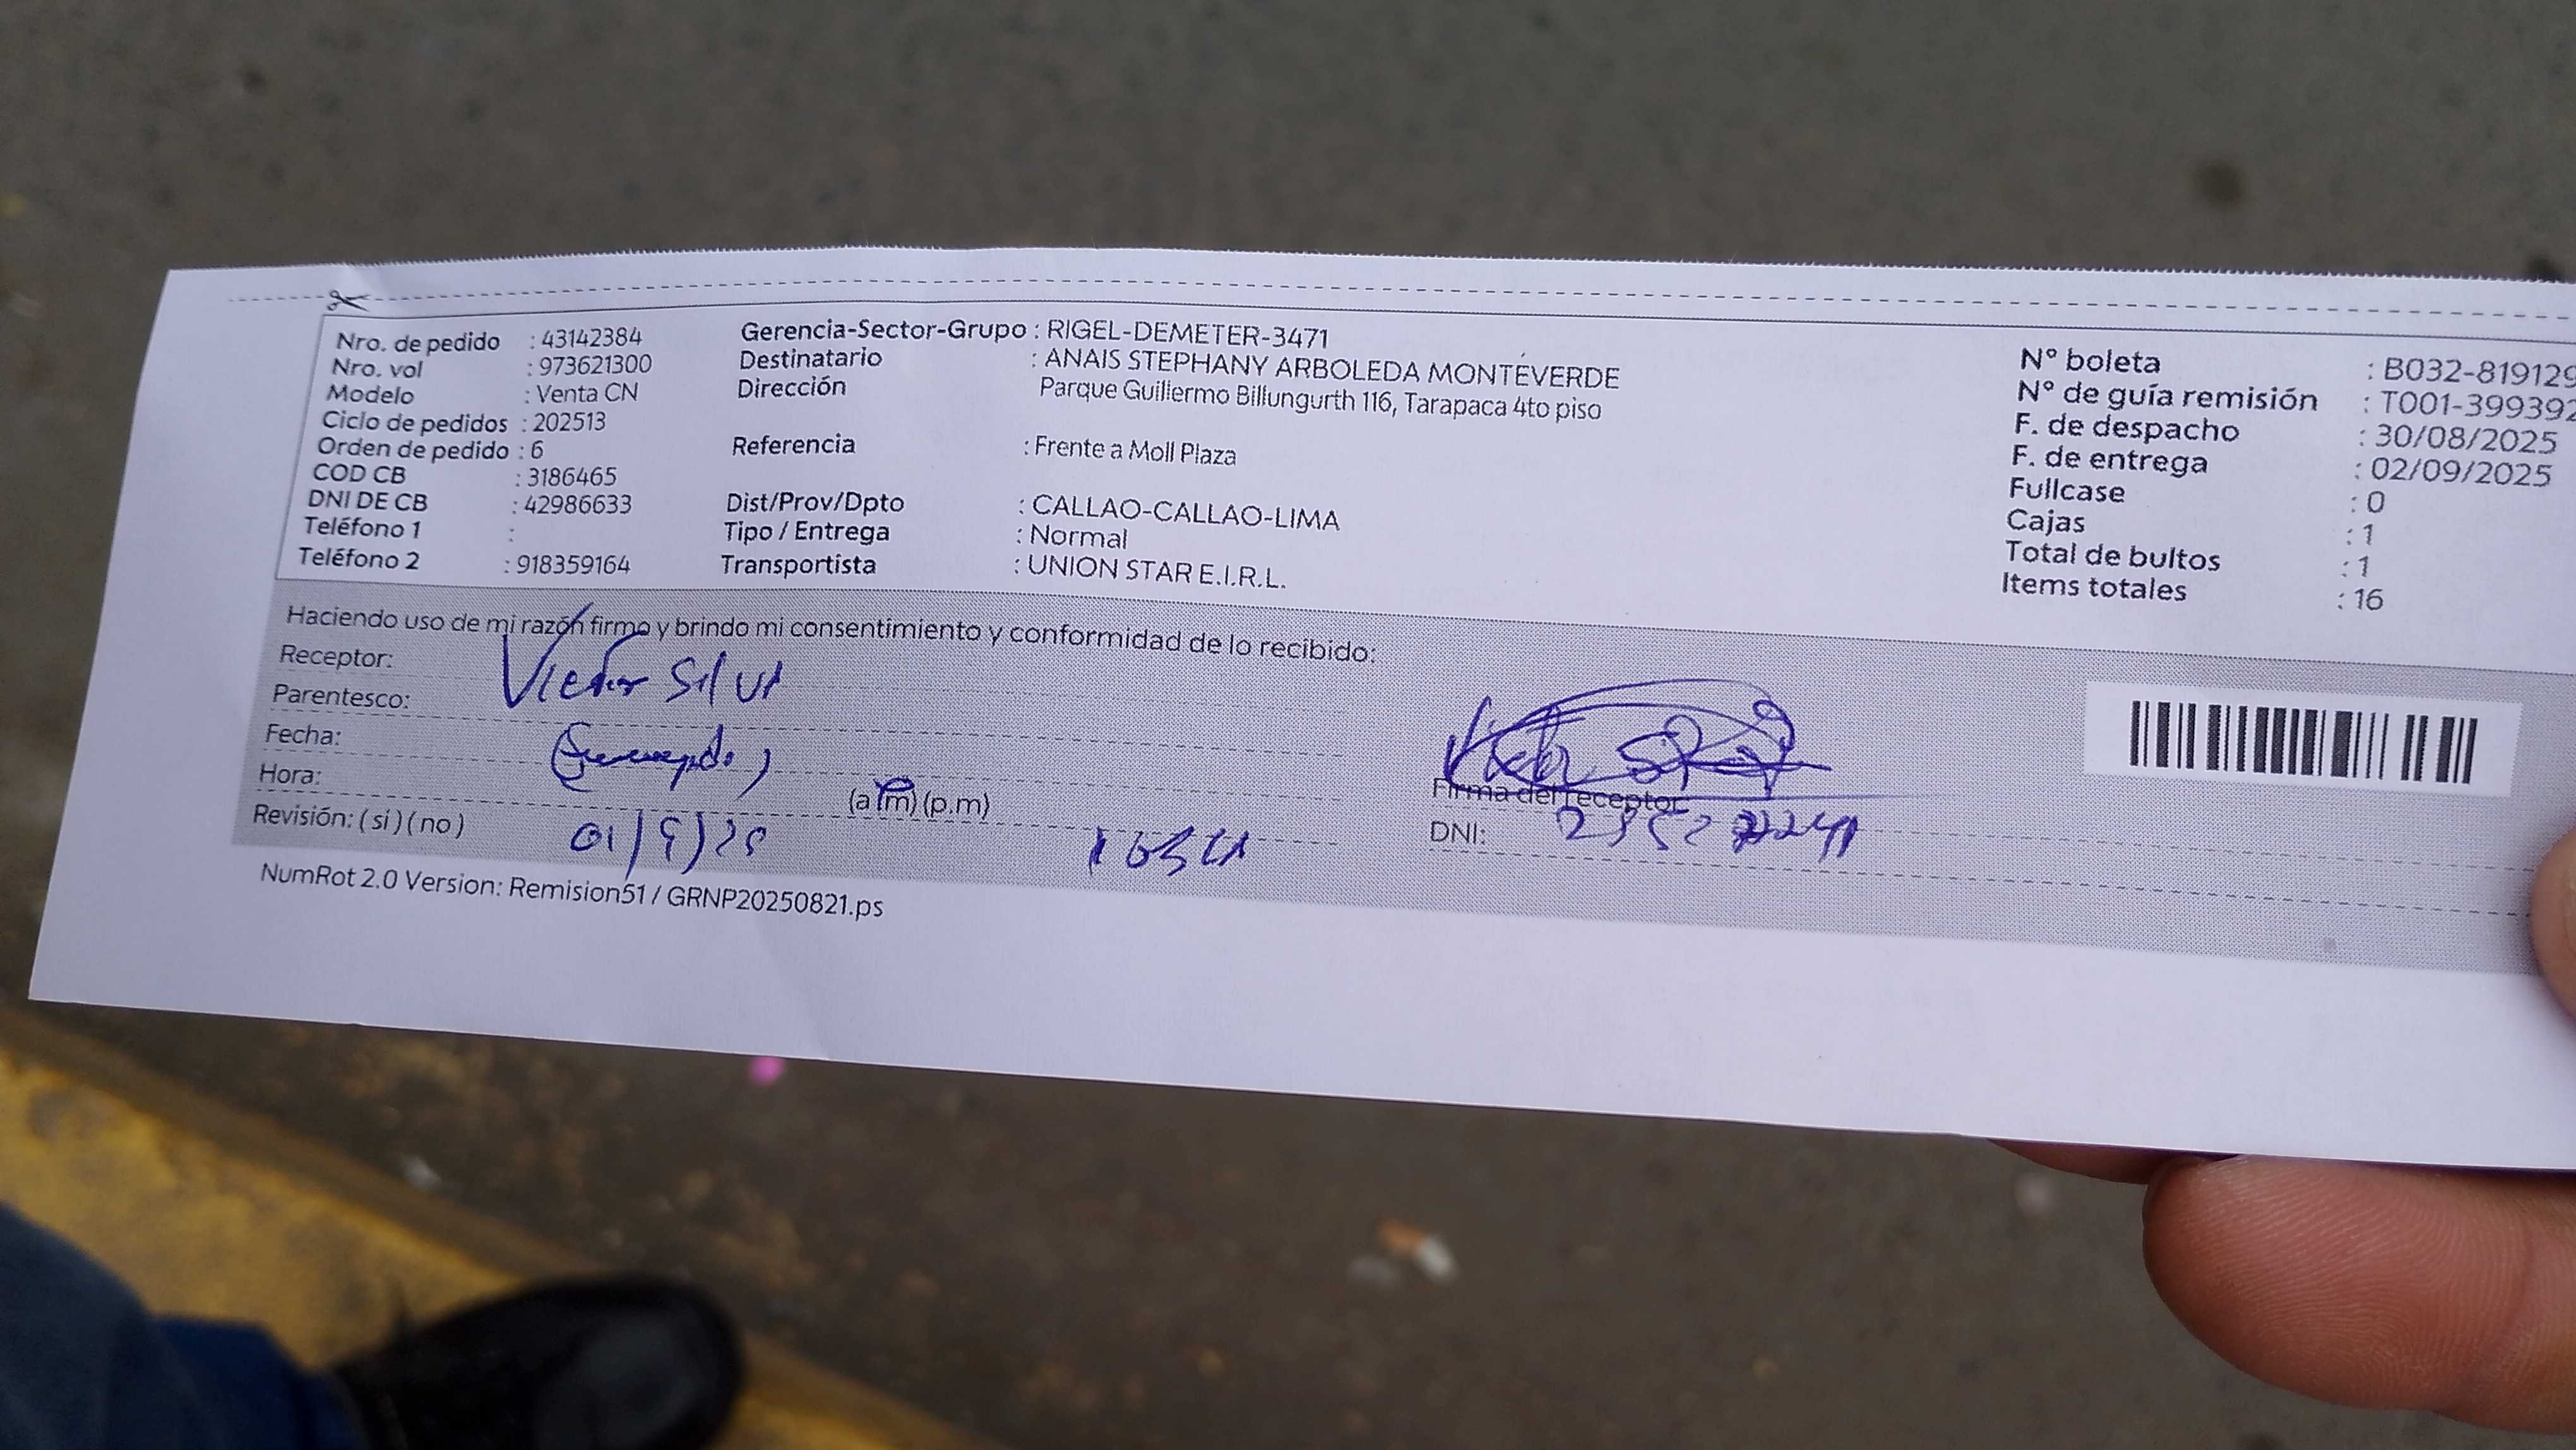 Nro. de pedido : 43142384
Nro. vol : 973621300
Modelo : Venta CN
Ciclo de pedidos : 202513
Orden de pedido : 6
COD CB : 3186465
DNI DE CB : 42986633
Teléfono 1 :
Teléfono 2 : 918359164
Gerencia-Sector-Grupo : RIGEL-DEMETER-3471
Destinatario : ANAIS STEPHANY ARBOLEDA MONTEVERDE
Dirección Parque Guillermo Billungurth 116, Tarapaca 4to piso
Referencia : Frente a Moll Plaza
Dist/Prov/Dpto : CALLAO-CALLAO-LIMA
Tipo / Entrega : Normal
Transportista : UNION STAR E.I.R.L.
N° boleta : B032-819129
N° de guía remisión : T001-399392
F. de despacho : 30/08/2025
F. de entrega : 02/09/2025
Fullcase : 0
Cajas : 1
Total de bultos : 1
Items totales : 16
Haciendo uso de mi razón firmo y brindo mi consentimiento y conformidad de lo recibido:
Receptor: Victor Silva
Parentesco:
Fecha:
Hora: (a.m) (p.m)
Revisión: ( si ) ( no ) 01/9/25
Firma del receptor
DNI:
NumRot 2.0 Version: Remision51 / GRNP20250821.ps